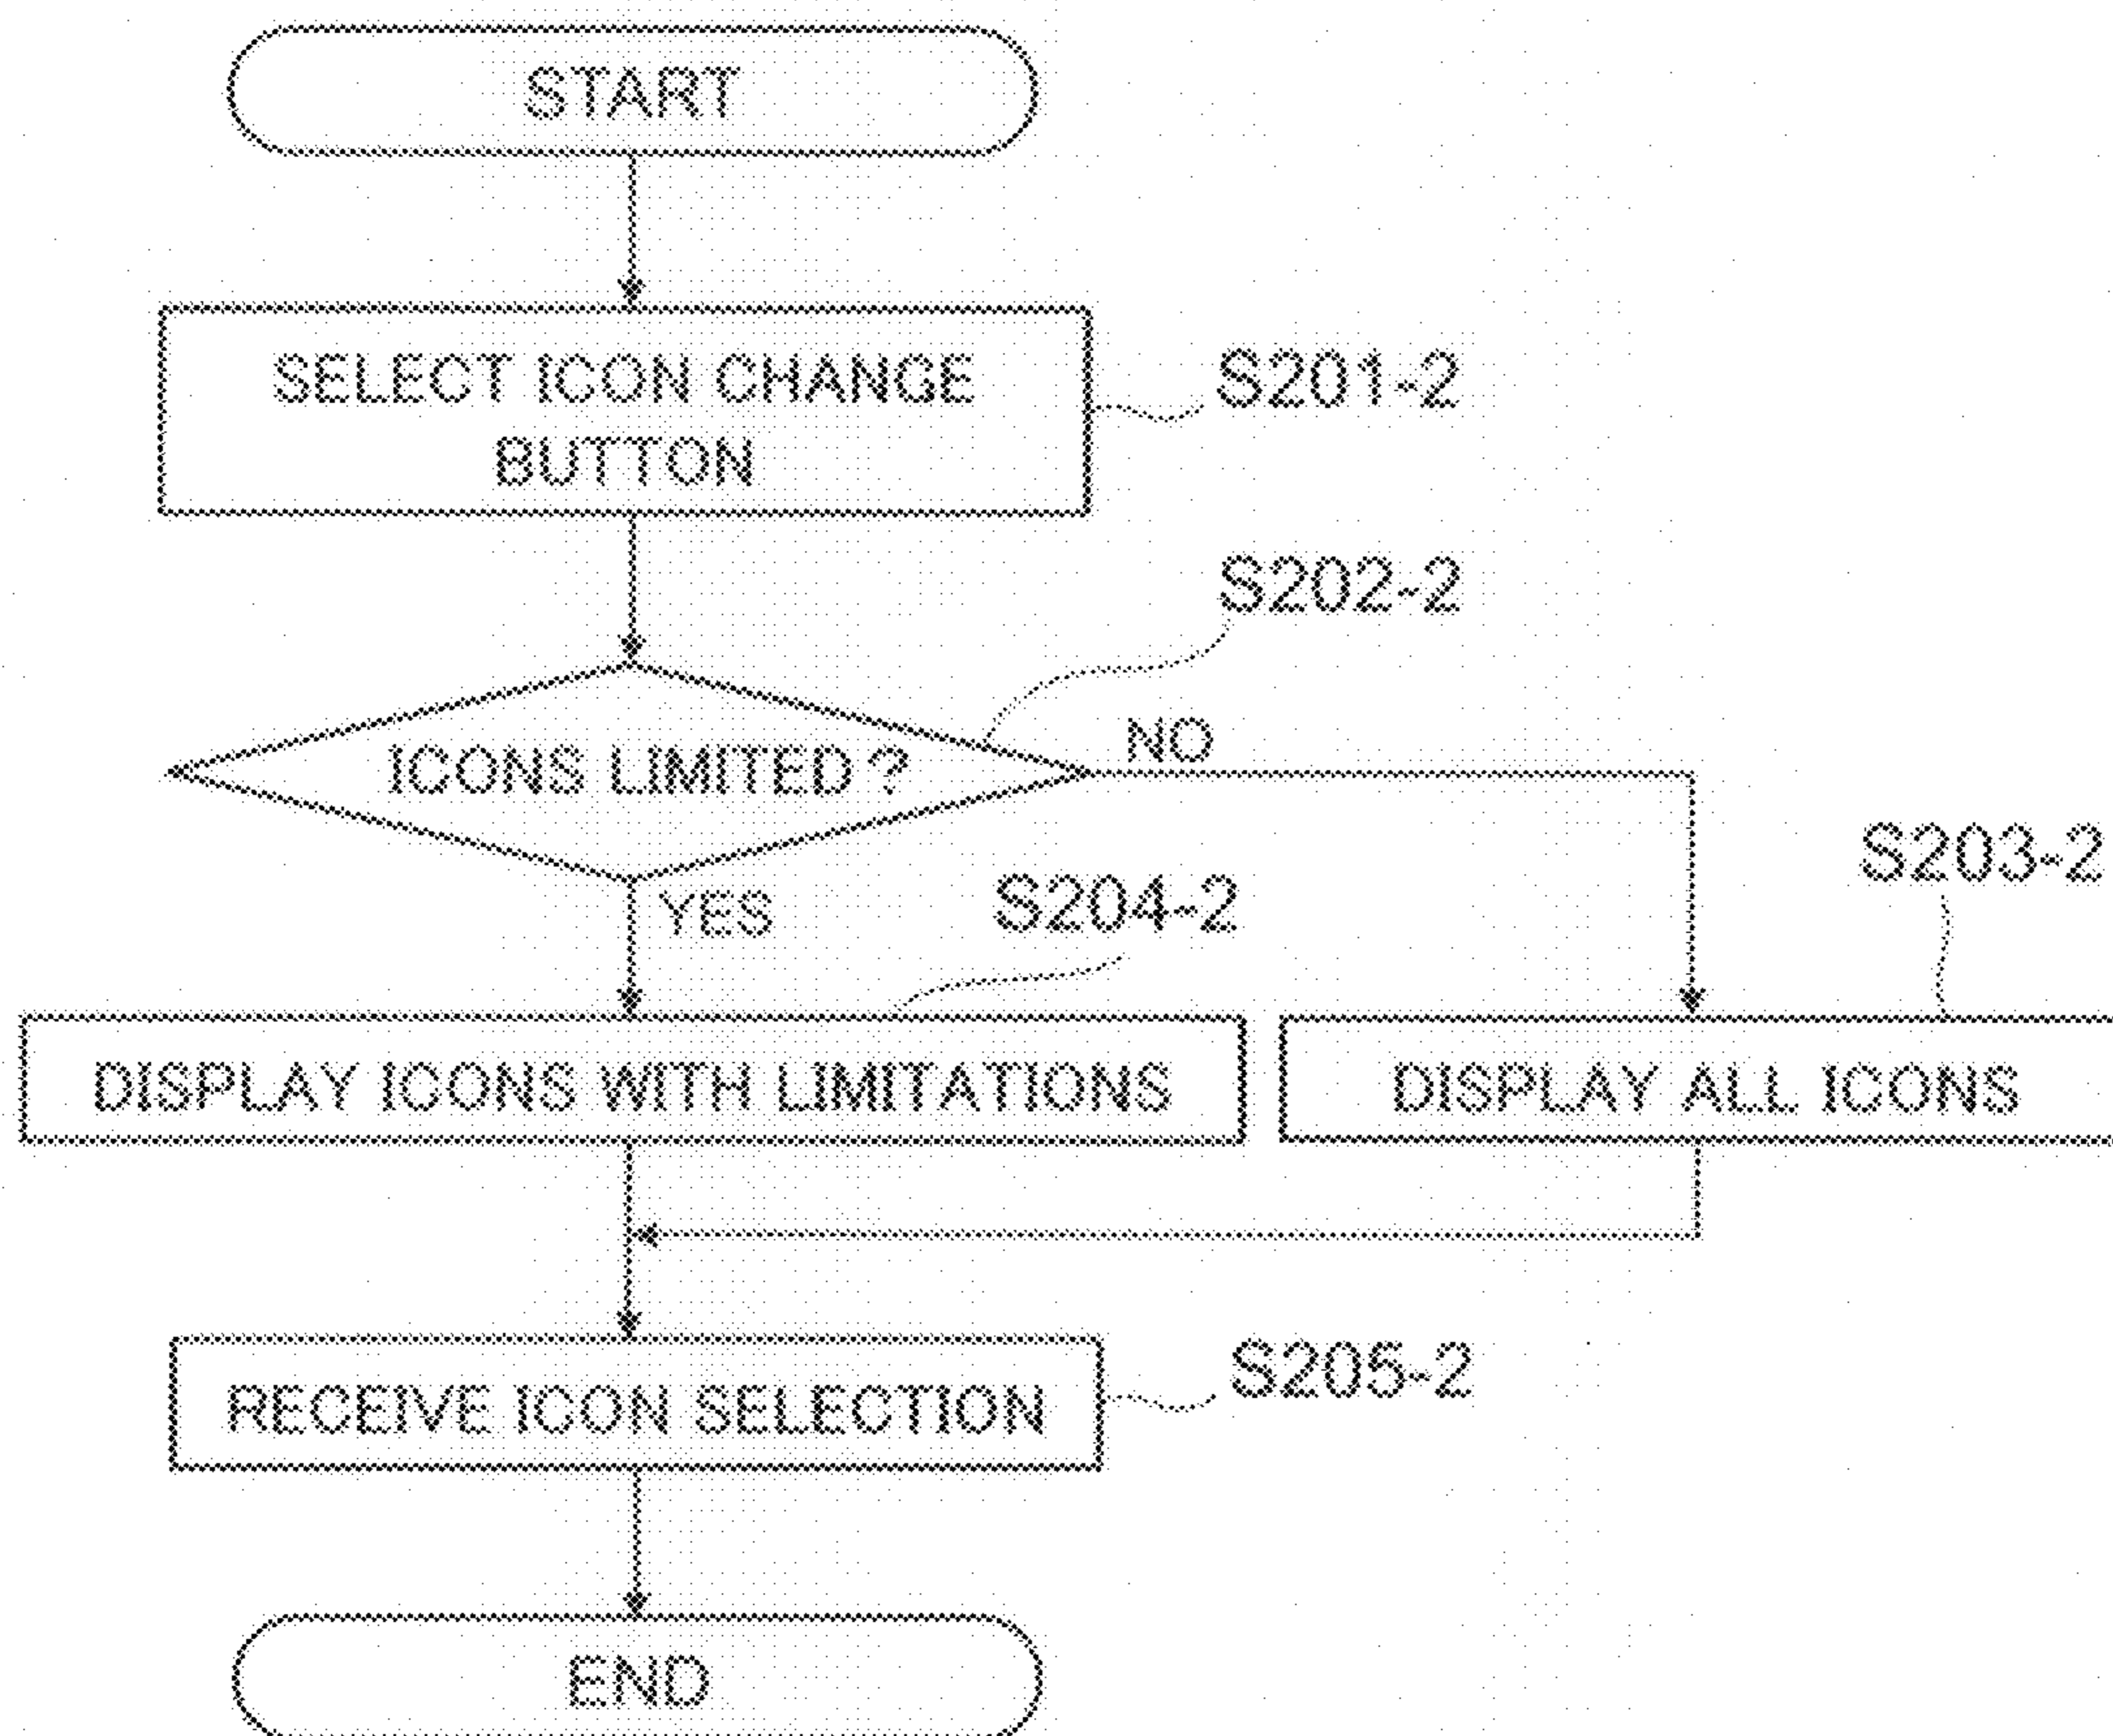 START
SELECT ICON CHANGE
BUTTON
S201-2
S202-2
ICONS LIMITED ?
NO
YES
S204-2
S203-2
DISPLAY ICONS WITH LIMITATIONS
DISPLAY ALL ICONS
RECEIVE ICON SELECTION
S205-2
END